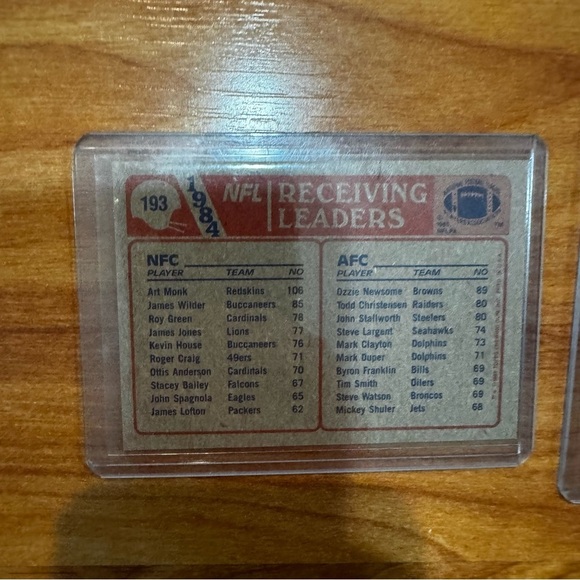 193
1984
NFL
RECEIVING
LEADERS
© 1985
NFLPA
TM
NFC
PLAYER TEAM NO
Art Monk Redskins 106
James Wilder Buccaneers 85
Roy Green Cardinals 78
James Jones Lions 77
Kevin House Buccaneers 76
Roger Craig 49ers 71
Ottis Anderson Cardinals 70
Stacey Bailey Falcons 67
John Spagnola Eagles 65
James Lofton Packers 62
AFC
PLAYER TEAM NO
Ozzie Newsome Browns 89
Todd Christensen Raiders 80
John Stallworth Steelers 80
Steve Largent Seahawks 74
Mark Clayton Dolphins 73
Mark Duper Dolphins 71
Byron Franklin Bills 69
Tim Smith Oilers 69
Steve Watson Broncos 69
Mickey Shuler Jets 68